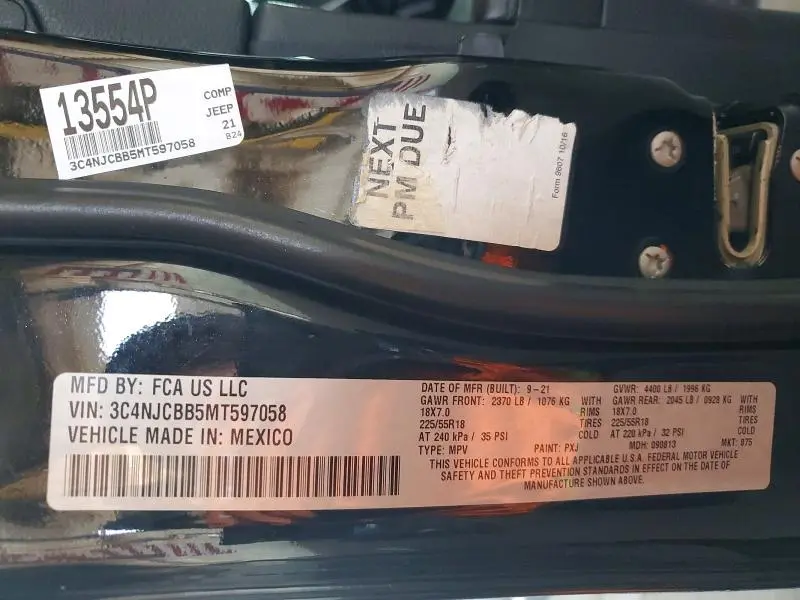 13554P
COMP
JEEP
21
B24
3C4NJCBB5MT597058
NEXT
PM DUE
Form 9807 10/16
MFD BY: FCA US LLC
VIN: 3C4NJCBB5MT597058
VEHICLE MADE IN: MEXICO
DATE OF MFR (BUILT): 9-21
GVWR: 4400 LB / 1996 KG
GAWR FRONT: 2370 LB / 1076 KG WITH
18X7.0 RIMS
225/55R18 TIRES
AT 240 kPa / 35 PSI COLD
GAWR REAR: 2045 LB / 0928 KG WITH
18X7.0 RIMS
225/55R18 TIRES
AT 220 kPa / 32 PSI COLD
TYPE: MPV PAINT: PXJ MDH: 090813 MKT: 875
THIS VEHICLE CONFORMS TO ALL APPLICABLE U.S.A. FEDERAL MOTOR VEHICLE
SAFETY AND THEFT PREVENTION STANDARDS IN EFFECT ON THE DATE OF
MANUFACTURE SHOWN ABOVE.